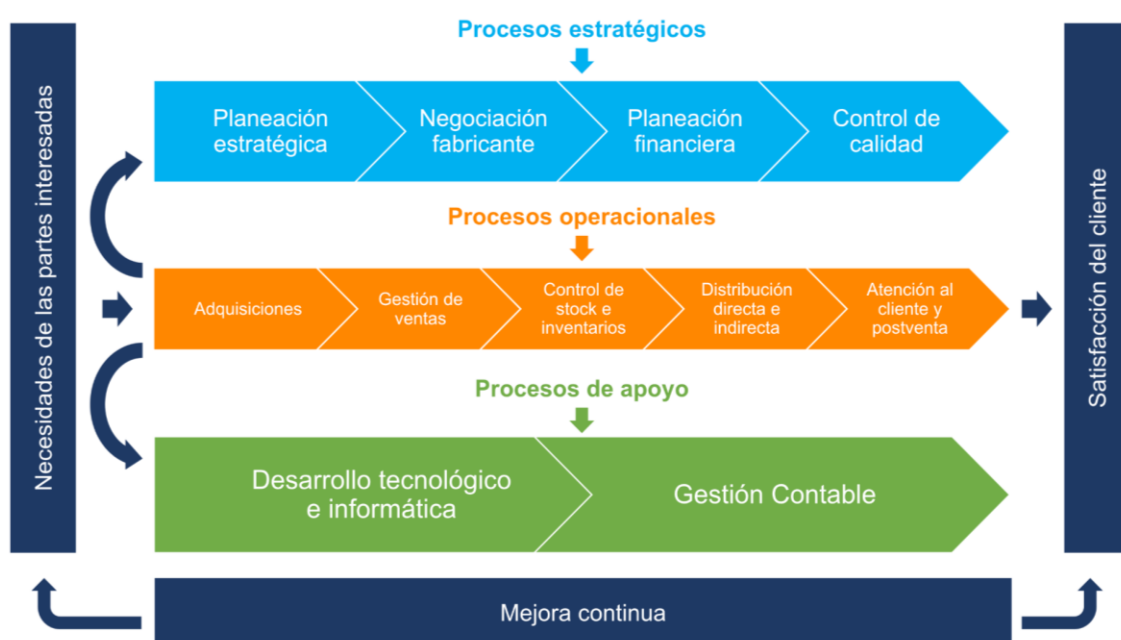 Necesidades de las partes interesadas
Procesos estratégicos
Planeación
estratégica
Negociación
fabricante
Planeación
financiera
Control de
calidad
Procesos operacionales
Adquisiciones
Gestión de
ventas
Control de
stock e
inventarios
Distribución
directa e
indirecta
Atención al
cliente y
postventa
Procesos de apoyo
Desarrollo tecnológico
e informática
Gestión Contable
Satisfacción del cliente
Mejora continua